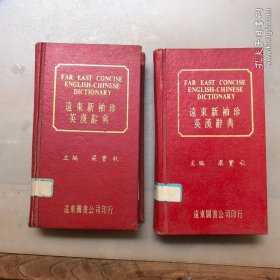 FAR EAST CONCISE
ENGLISH-CHINESE
DICTIONARY
遠東新袖珍
英漢辭典
主編 梁實秋
遠東圖書公司印行
FAR EAST CONCISE
ENGLISH-CHINESE
DICTIONARY
遠東新袖珍
英漢辭典
主編 梁實秋
遠東圖書公司印行